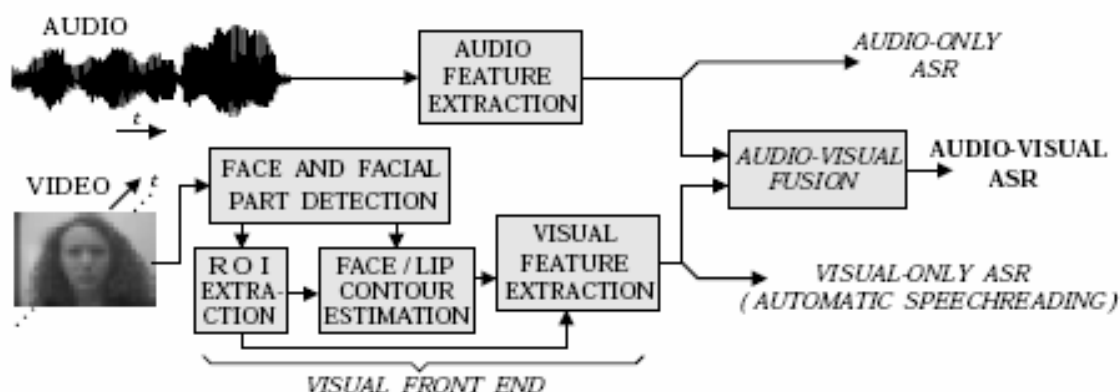 AUDIO
t
AUDIO
FEATURE
EXTRACTION
AUDIO-ONLY
ASR
VIDEO
t
FACE AND FACIAL
PART DETECTION
AUDIO-VISUAL
FUSION
AUDIO-VISUAL
ASR
R O I
EXTRA-
CTION
FACE / LIP
CONTOUR
ESTIMATION
VISUAL
FEATURE
EXTRACTION
VISUAL-ONLY ASR
( AUTOMATIC SPEECHREADING )
VISUAL FRONT END